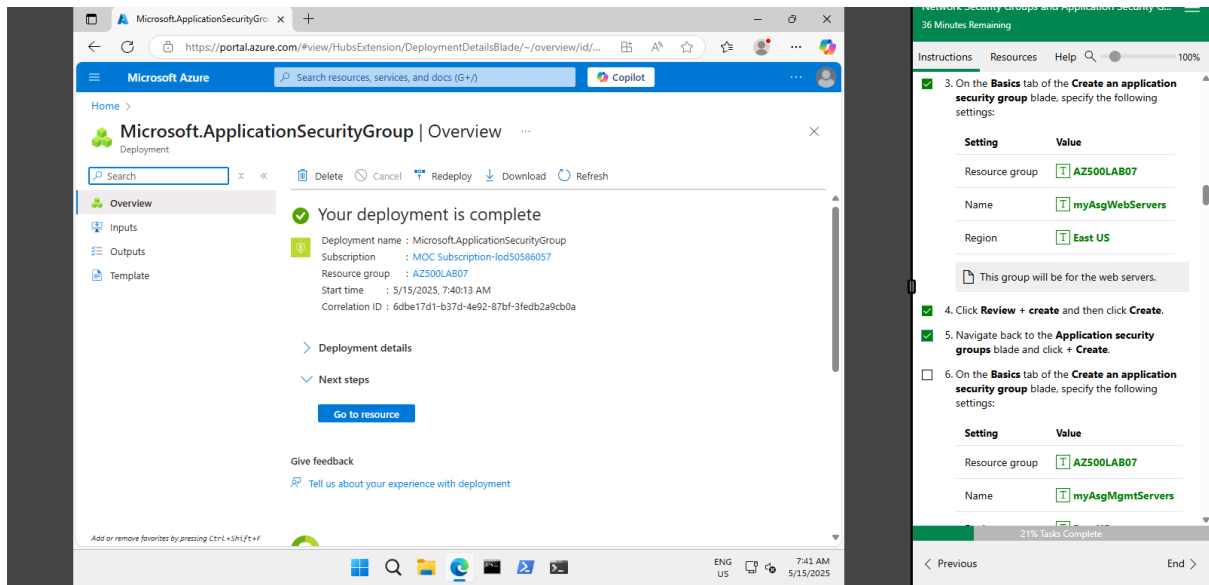 Microsoft.ApplicationSecurityGro
https://portal.azure.com/#view/HubsExtension/DeploymentDetailsBlade/~/overview/id/...
Microsoft Azure
Search resources, services, and docs (G+/)
Copilot
Home >
Microsoft.ApplicationSecurityGroup | Overview
Deployment
Search
Delete
Cancel
Redeploy
Download
Refresh
Overview
Inputs
Outputs
Template
Your deployment is complete
Deployment name : Microsoft.ApplicationSecurityGroup
Subscription : MOC Subscription-lod50586057
Resource group : AZ500LAB07
Start time : 5/15/2025, 7:40:13 AM
Correlation ID : 6dbe17d1-b37d-4e92-87bf-3fedb2a9cb0a
Deployment details
Next steps
Go to resource
Give feedback
Tell us about your experience with deployment
Add or remove favorites by pressing Ctrl+Shift+F
ENG
US
7:41 AM
5/15/2025
Network Security Groups and Application Security G...
36 Minutes Remaining
Instructions Resources Help 100%
3. On the Basics tab of the Create an application
security group blade, specify the following
settings:
Setting Value
Resource group T AZ500LAB07
Name T myAsgWebServers
Region T East US
This group will be for the web servers.
4. Click Review + create and then click Create.
5. Navigate back to the Application security
groups blade and click + Create.
6. On the Basics tab of the Create an application
security group blade, specify the following
settings:
Setting Value
Resource group T AZ500LAB07
Name T myAsgMgmtServers
21% Tasks Complete
< Previous
End >